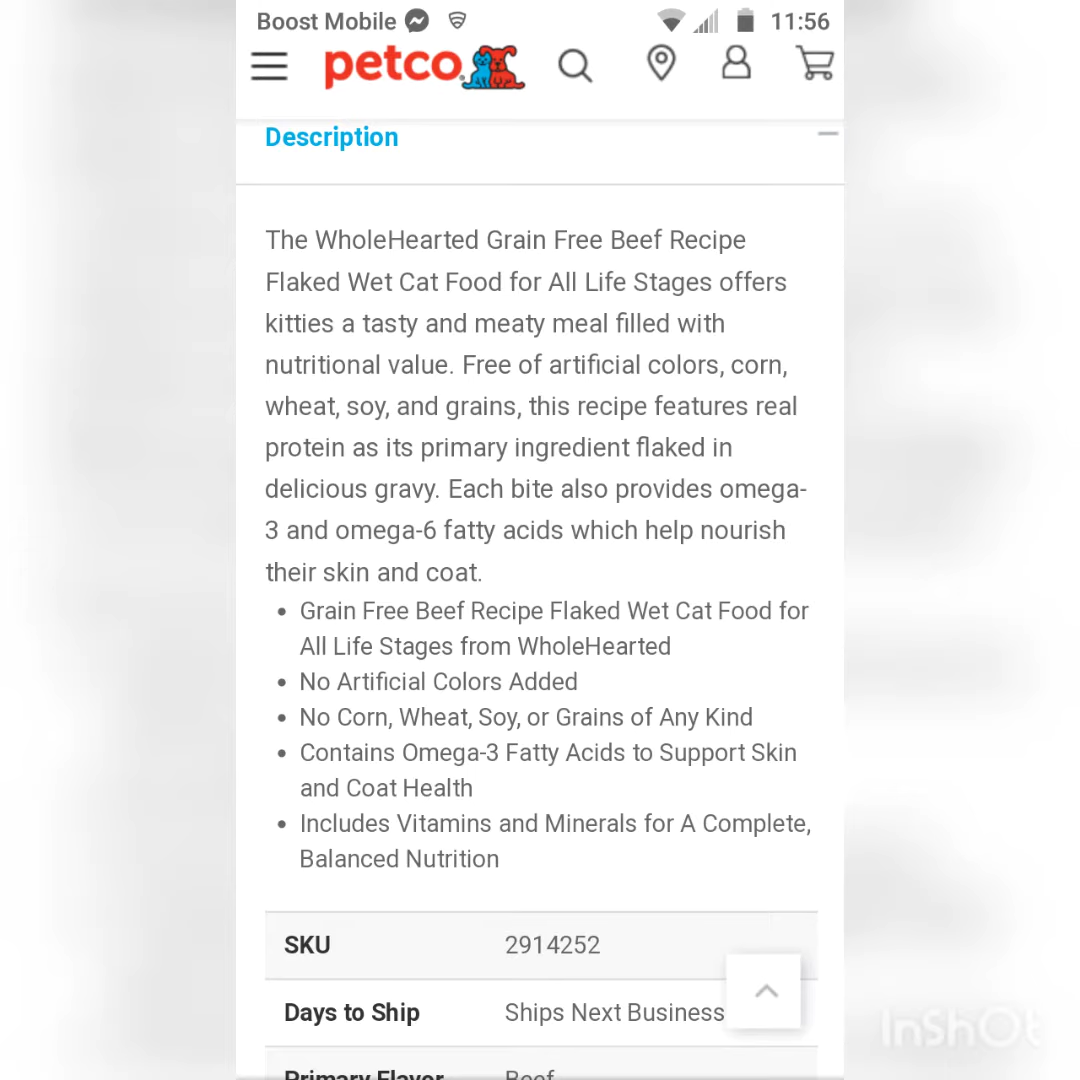 Boost Mobile 11:56
petco
Description
The WholeHearted Grain Free Beef Recipe
Flaked Wet Cat Food for All Life Stages offers
kitties a tasty and meaty meal filled with
nutritional value. Free of artificial colors, corn,
wheat, soy, and grains, this recipe features real
protein as its primary ingredient flaked in
delicious gravy. Each bite also provides omega-
3 and omega-6 fatty acids which help nourish
their skin and coat.
• Grain Free Beef Recipe Flaked Wet Cat Food for
All Life Stages from WholeHearted
• No Artificial Colors Added
• No Corn, Wheat, Soy, or Grains of Any Kind
• Contains Omega-3 Fatty Acids to Support Skin
and Coat Health
• Includes Vitamins and Minerals for A Complete,
Balanced Nutrition
SKU 2914252
Days to Ship Ships Next Business
Primary Flavor Beef
InShOt